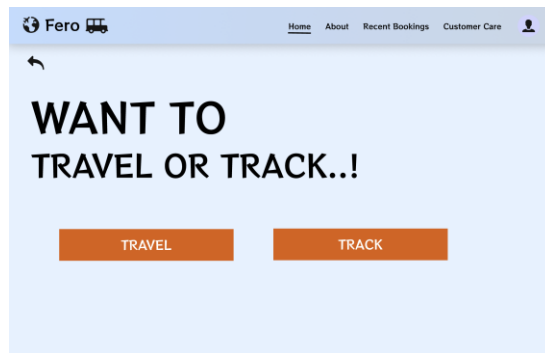 Fero
Home About Recent Bookings Customer Care
WANT TO
TRAVEL OR TRACK..!
TRAVEL TRACK